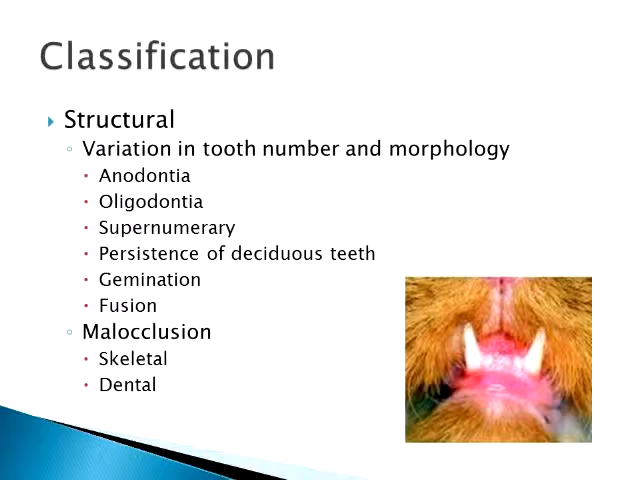 Classification
Structural
Variation in tooth number and morphology
Anodontia
Oligodontia
Supernumerary
Persistence of deciduous teeth
Gemination
Fusion
Malocclusion
Skeletal
Dental